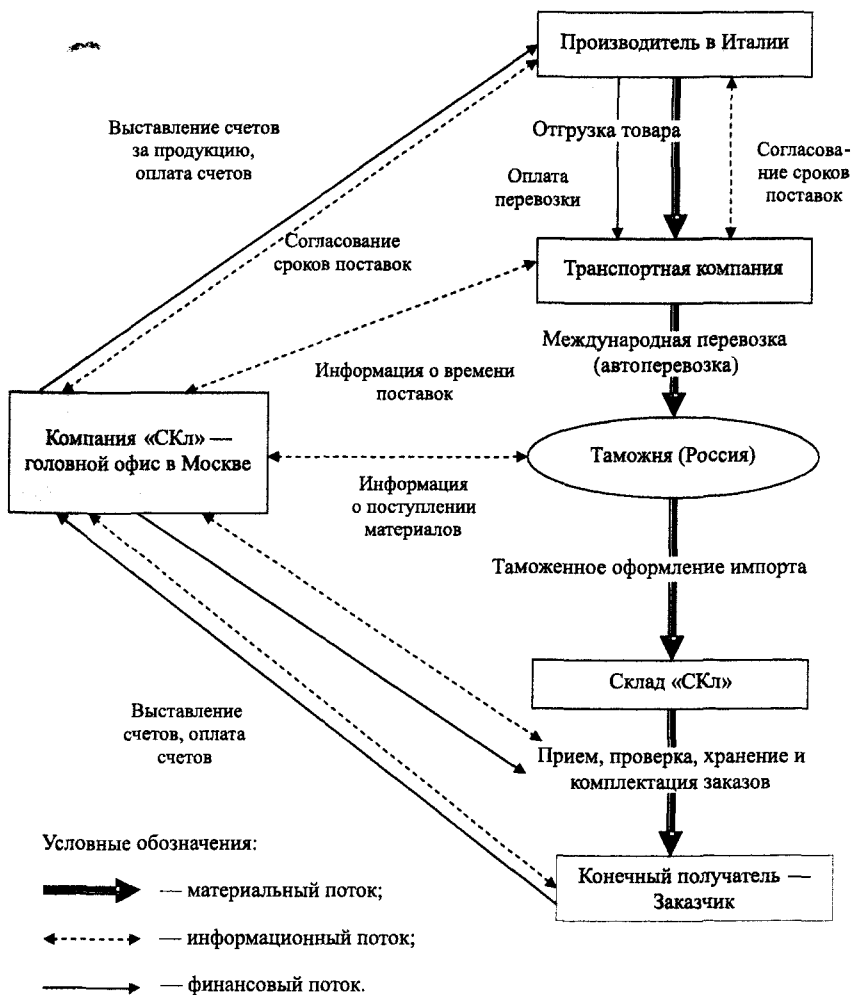 Производитель в Италии
Выставление счетов
за продукцию,
оплата счетов
Отгрузка товара
Оплата
перевозки
Согласова-
ние сроков
поставок
Согласование
сроков поставок
Транспортная компания
Международная перевозка
(автоперевозка)
Информация о времени
поставок
Компания «СКл» —
головной офис в Москве
Таможня (Россия)
Информация
о поступлении
материалов
Таможенное оформление импорта
Склад «СКл»
Выставление
счетов, оплата
счетов
Прием, проверка, хранение и
комплектация заказов
Условные обозначения:
Конечный получатель —
Заказчик
— материальный поток;
— информационный поток;
— финансовый поток.